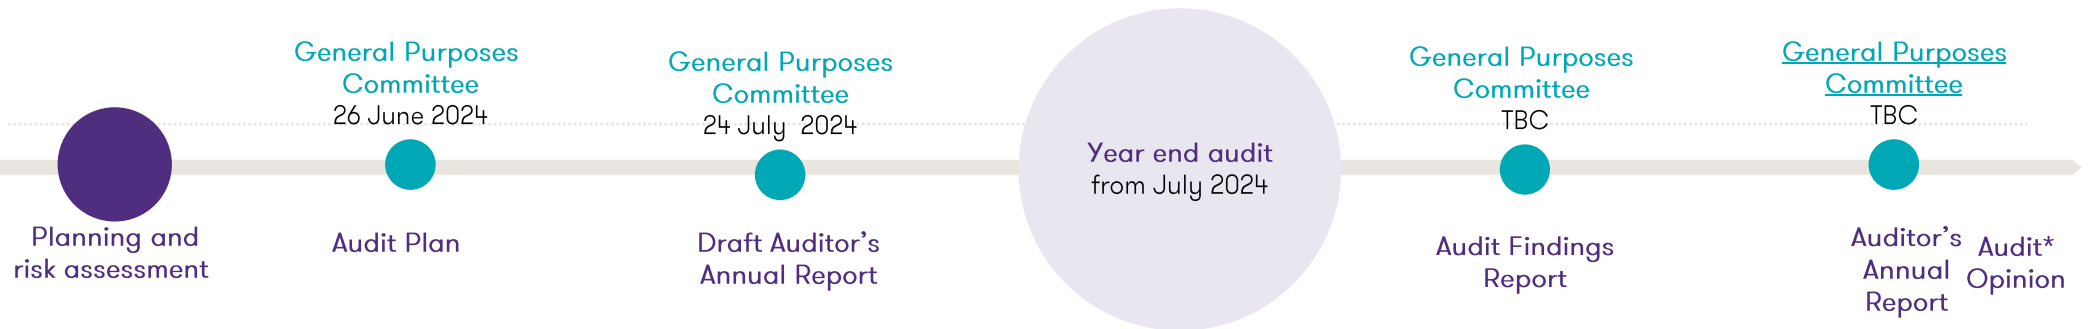 Planning and
risk assessment
General Purposes
Committee
26 June 2024
Audit Plan
General Purposes
Committee
24 July 2024
Draft Auditor’s
Annual Report
Year end audit
from July 2024
General Purposes
Committee
TBC
Audit Findings
Report
General Purposes
Committee
TBC
Auditor’s
Annual
Report
Audit*
Opinion